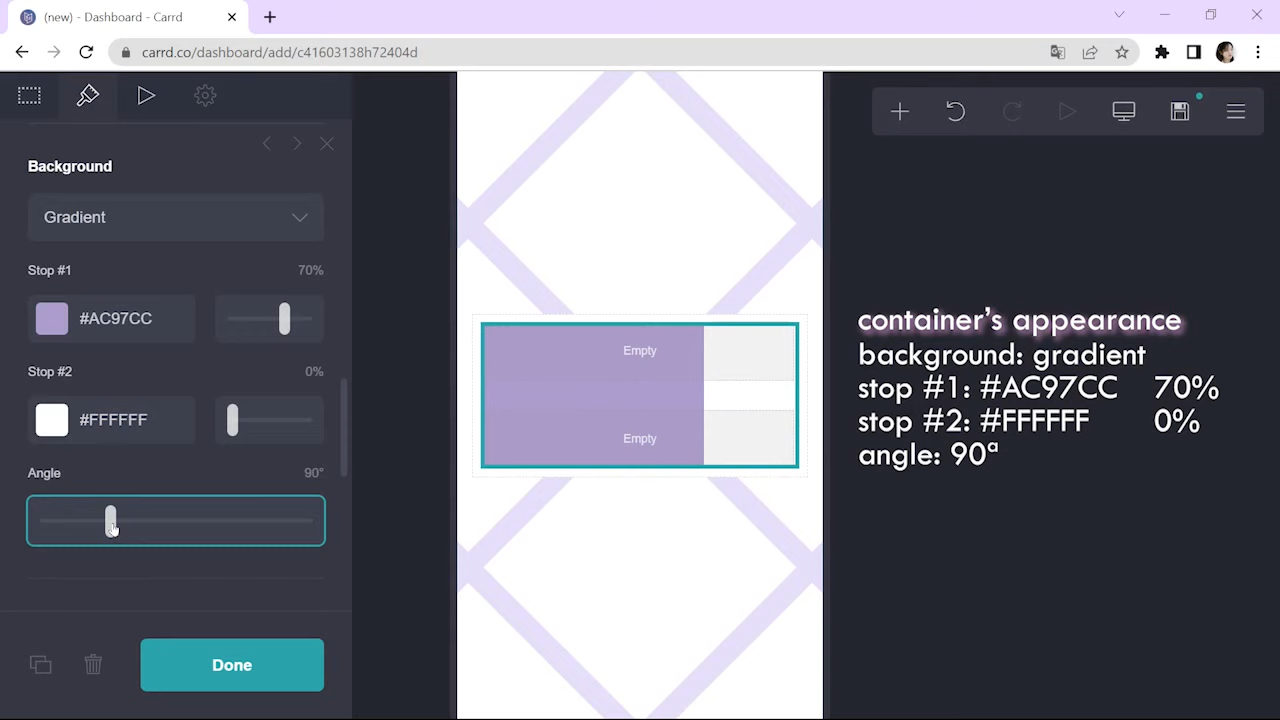 (new) - Dashboard - Carrd
carrd.co/dashboard/add/c41603138h72404d
Background
Gradient
Stop #1 70%
#AC97CC
Stop #2 0%
#FFFFFF
Angle 90°
Done
Empty
Empty
container's appearance
background: gradient
stop #1: #AC97CC 70%
stop #2: #FFFFFF 0%
angle: 90ª